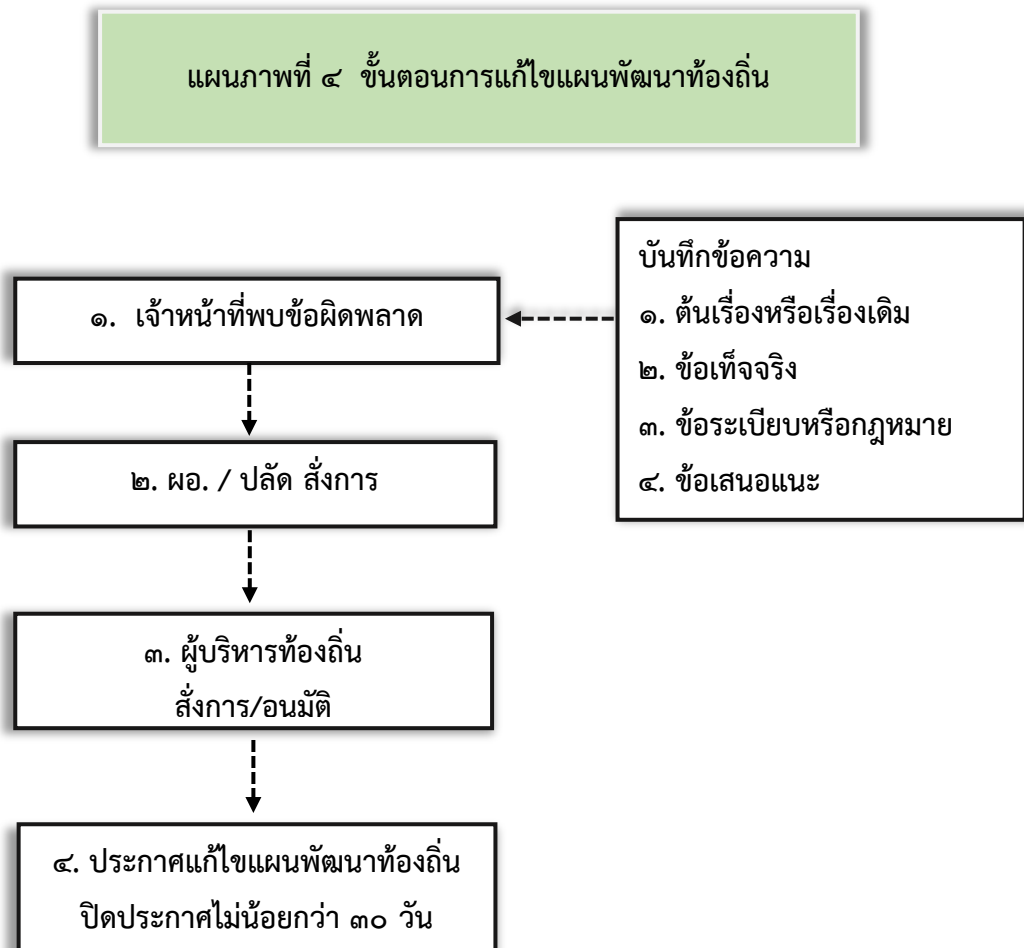 แผนภาพที่ ๔ ขั้นตอนการแก้ไขแผนพัฒนาท้องถิ่น
๑. เจ้าหน้าที่พบข้อผิดพลาด
บันทึกข้อความ
๑. ต้นเรื่องหรือเรื่องเดิม
๒. ข้อเท็จจริง
๓. ข้อระเบียบหรือกฎหมาย
๔. ข้อเสนอแนะ
๒. ผอ. / ปลัด สั่งการ
๓. ผู้บริหารท้องถิ่น
สั่งการ/อนุมัติ
๔. ประกาศแก้ไขแผนพัฒนาท้องถิ่น
ปิดประกาศไม่น้อยกว่า ๓๐ วัน